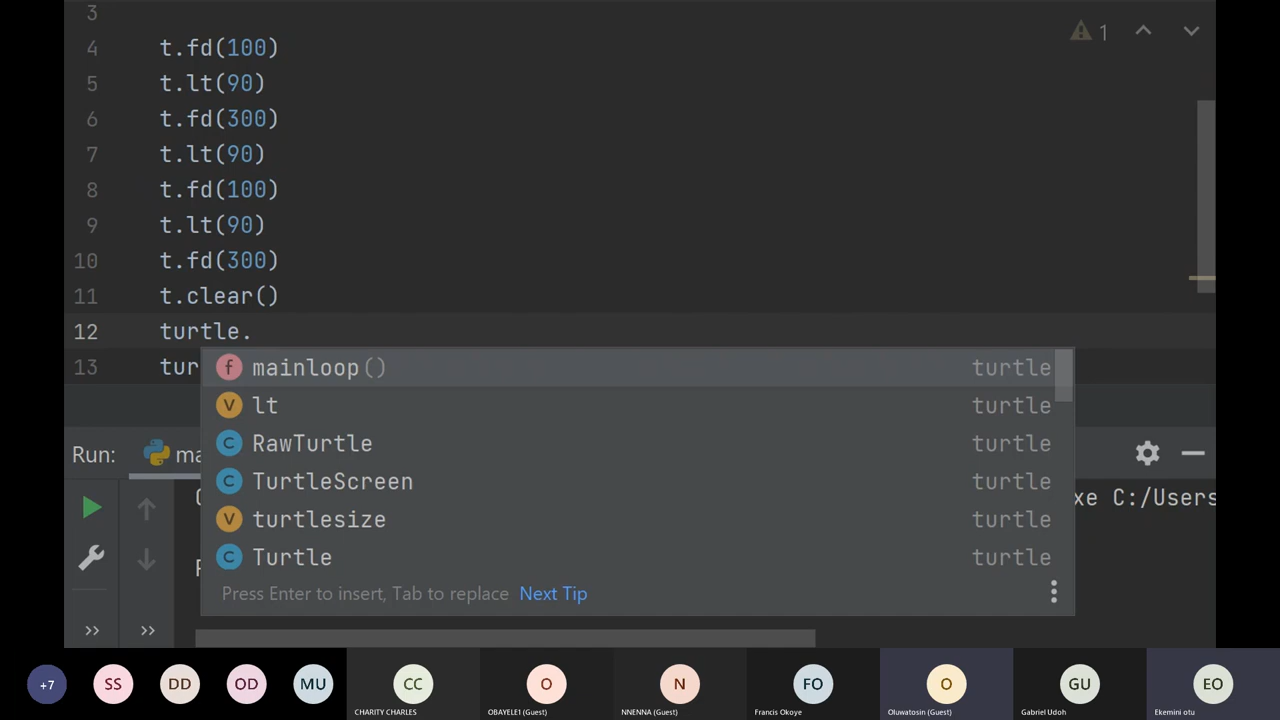 3
4 t.fd(100)
1
5 t.lt(90)
6 t.fd(300)
7 t.lt(90)
8 t.fd(100)
9 t.lt(90)
10 t.fd(300)
11 t.clear()
12 turtle.
13 tur
f mainloop() turtle
V lt turtle
C RawTurtle turtle
C TurtleScreen turtle
V turtlesize turtle
C Turtle turtle
Press Enter to insert, Tab to replace Next Tip
Run: ma
xe C:/Users
+7 SS DD OD MU CC O N FO O GU EO
CHARITY CHARLES OBAYELE1 (Guest) NNENNA (Guest) Francis Okoye Oluwatosin (Guest) Gabriel Udoh Ekemini otu